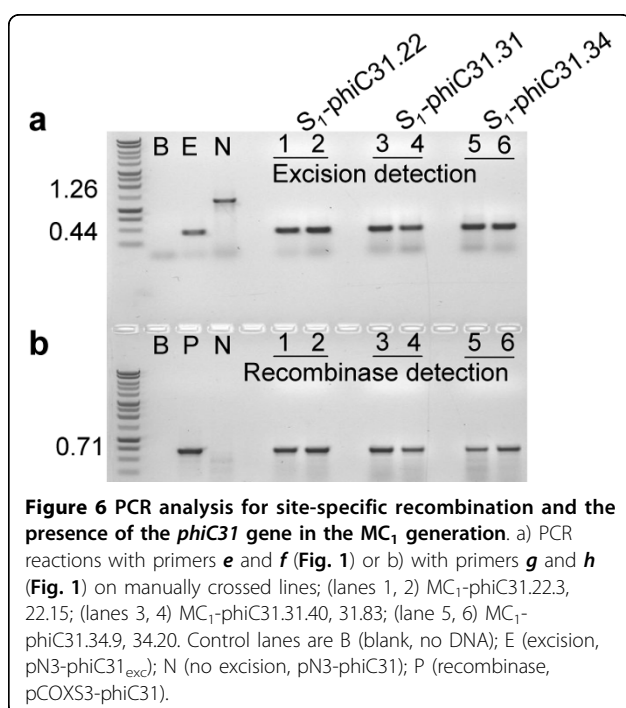 S₁-phiC31.22 S₁-phiC31.31 S₁-phiC31.34
a
B E N 1 2 3 4 5 6
Excision detection
1.26
0.44
b
B P N 1 2 3 4 5 6
Recombinase detection
0.71
Figure 6 PCR analysis for site-specific recombination and the
presence of the phiC31 gene in the MC₁ generation. a) PCR
reactions with primers e and f (Fig. 1) or b) with primers g and h
(Fig. 1) on manually crossed lines; (lanes 1, 2) MC₁-phiC31.22.3,
22.15; (lanes 3, 4) MC₁-phiC31.31.40, 31.83; (lane 5, 6) MC₁-
phiC31.34.9, 34.20. Control lanes are B (blank, no DNA); E (excision,
pN3-phiC31exc); N (no excision, pN3-phiC31); P (recombinase,
pCOXS3-phiC31).